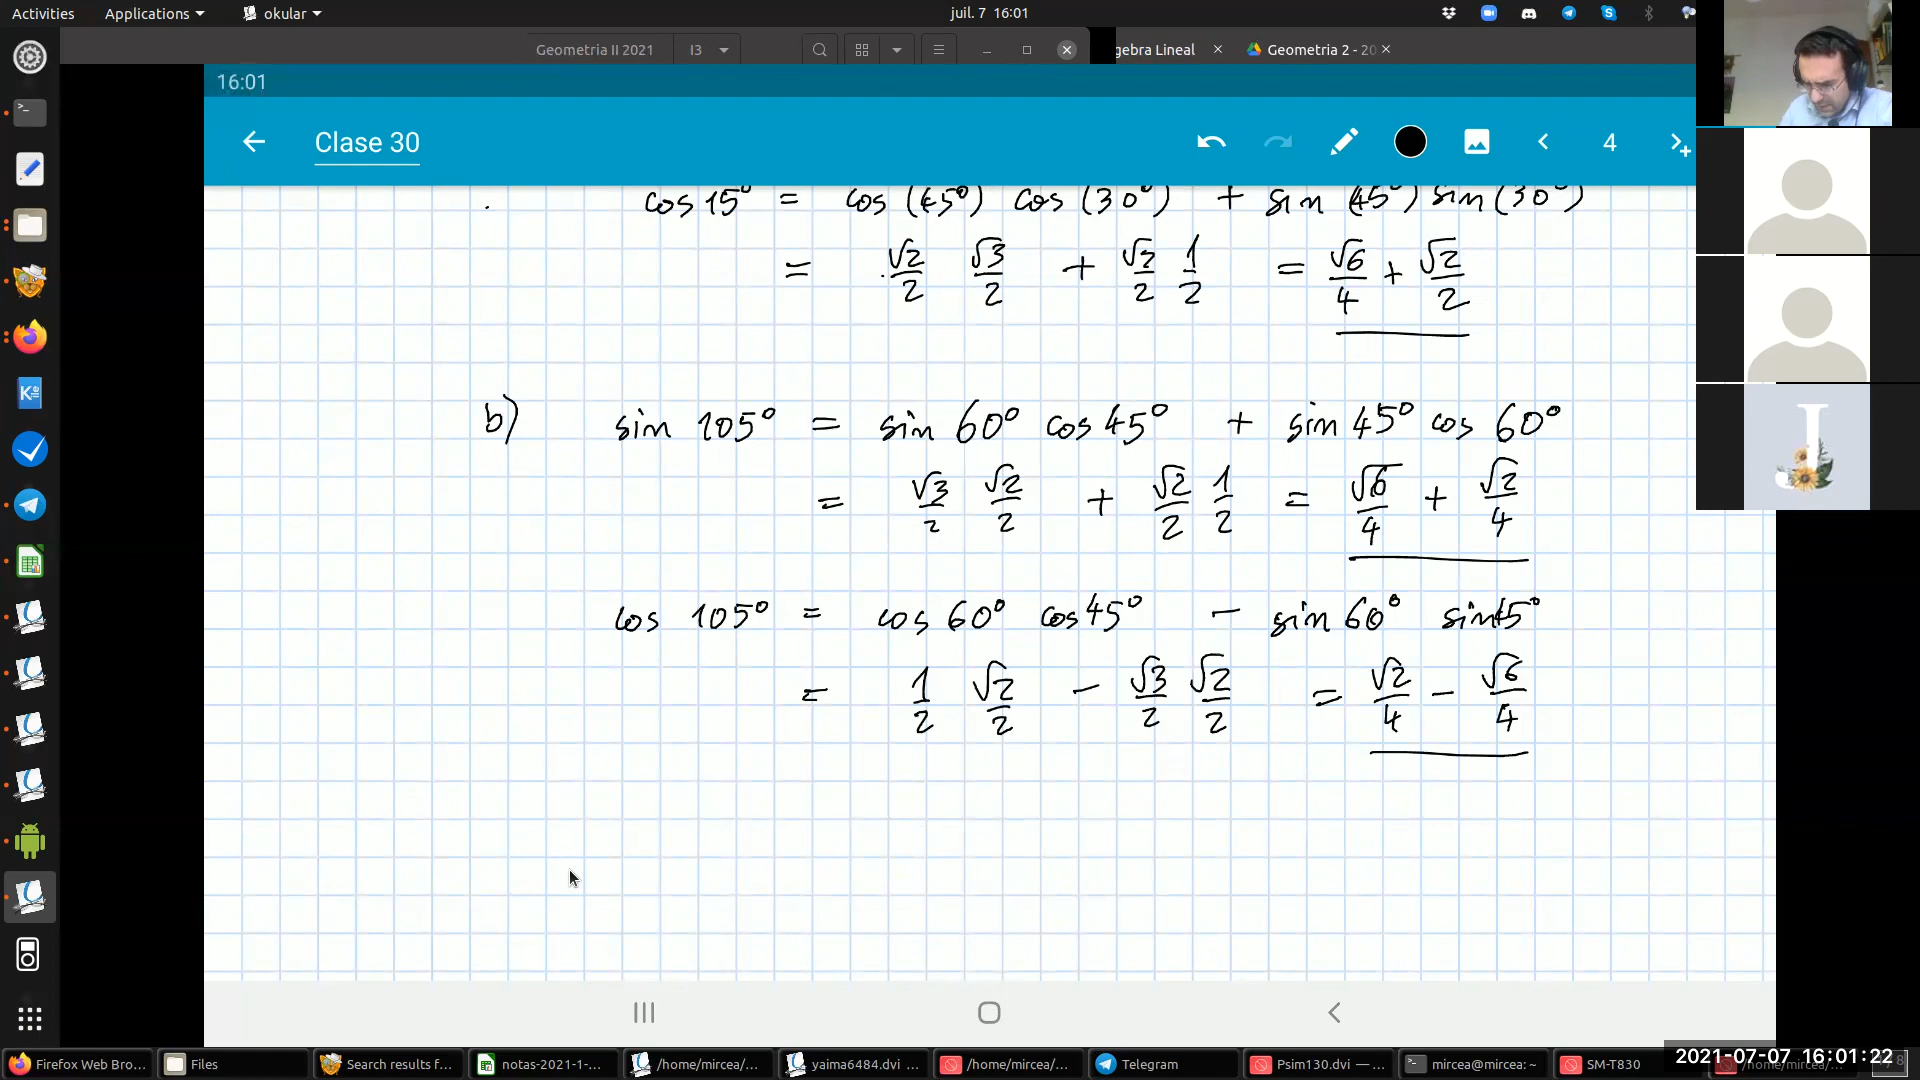 Activities Applications okular juil. 7 16:01
Geometria II 2021 I3 gebra Lineal Geometria 2 - 20
16:01
Clase 30 4
cos 15° = cos (45°) cos (30°) + sin (45°) sin (30°)
= √2/2 √3/2 + √2/2 1/2 = √6/4 + √2/2
b) sin 105° = sin 60° cos 45° + sin 45° cos 60°
= √3/2 √2/2 + √2/2 1/2 = √6/4 + √2/4
cos 105° = cos 60° cos 45° − sin 60° sin 45°
= 1/2 √2/2 − √3/2 √2/2 = √2/4 − √6/4
J
Firefox Web Bro... Files Search results f... notas-2021-1-... /home/mircea/... yaima6484.dvi ... /home/mircea/... Telegram Psim130.dvi — ... mircea@mircea: ~ SM-T830
2021-07-07 16:01:22